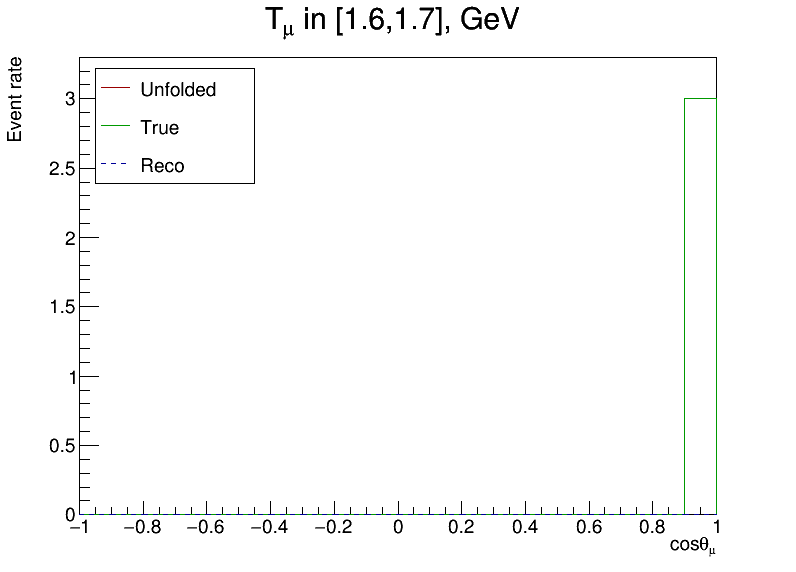 Tμ in [1.6,1.7], GeV
Event rate
Unfolded
True
Reco
3
2.5
2
1.5
1
0.5
0
−1 −0.8 −0.6 −0.4 −0.2 0 0.2 0.4 0.6 0.8 1
cosθμ